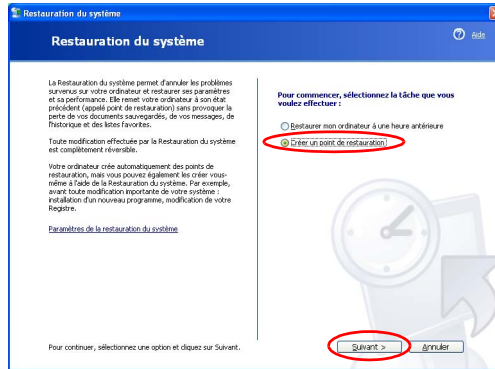 Restauration du système
Restauration du système
Aide
La Restauration du système permet d'annuler les problèmes
survenus sur votre ordinateur et restaurer ses paramètres
et sa performance. Elle remet votre ordinateur à son état
précédent (appelé point de restauration) sans provoquer la
perte de vos documents sauvegardés, de vos messages, de
l'historique et des listes favorites.
Toute modification effectuée par la Restauration du système
est complètement réversible.
Votre ordinateur crée automatiquement des points de
restauration, mais vous pouvez également les créer vous-
même à l'aide de la Restauration du système. Par exemple,
avant toute modification importante de votre système :
installation d'un nouveau programme, modification de votre
Registre.
Paramètres de la restauration du système
Pour commencer, sélectionnez la tâche que vous
voulez effectuer :
Restaurer mon ordinateur à une heure antérieure
Créer un point de restauration
Pour continuer, sélectionnez une option et cliquez sur Suivant.
Suivant >
Annuler